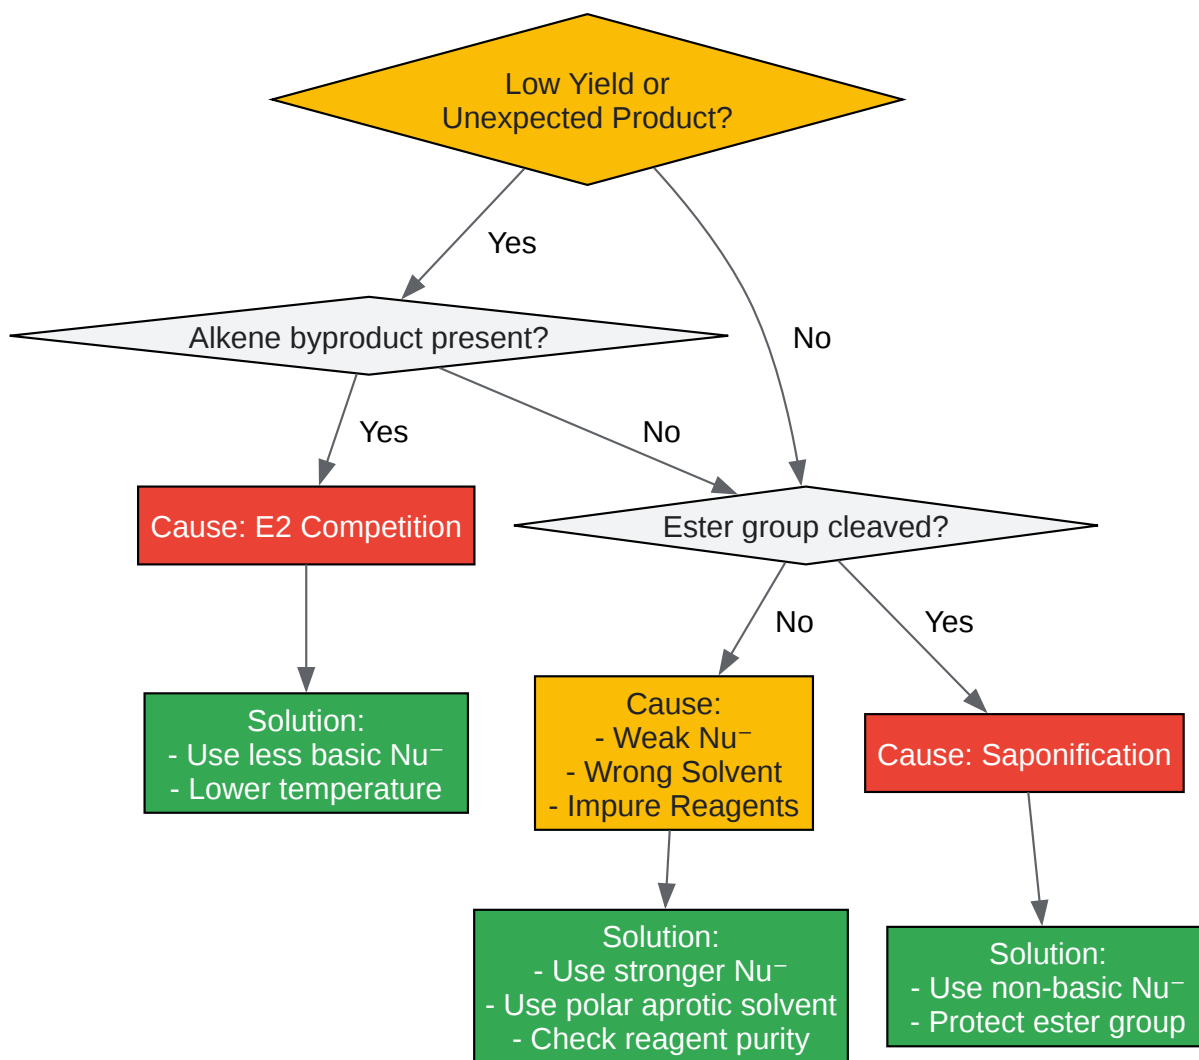 Low Yield or
Unexpected Product?
Yes
No
Alkene byproduct present?
Yes
No
Cause: E2 Competition
Ester group cleaved?
No
Yes
Solution:
- Use less basic Nu⁻
- Lower temperature
Cause:
- Weak Nu⁻
- Wrong Solvent
- Impure Reagents
Cause: Saponification
Solution:
- Use stronger Nu⁻
- Use polar aprotic solvent
- Check reagent purity
Solution:
- Use non-basic Nu⁻
- Protect ester group